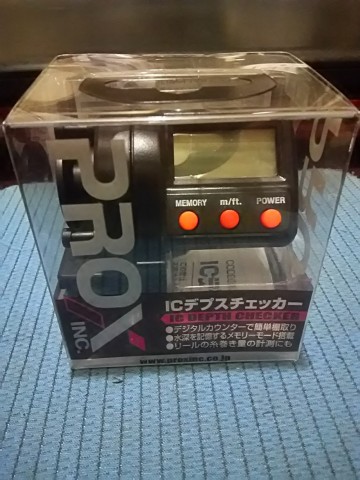 PROX
INC.
MEMORY m/ft. POWER
ICデプスチェッカー
IC DEPTH CHECKER
●デジタルカウンターで簡単棚取り
●水深を記憶するメモリーモード搭載
●リールの糸巻き量の計測にも
www.proxinc.co.jp